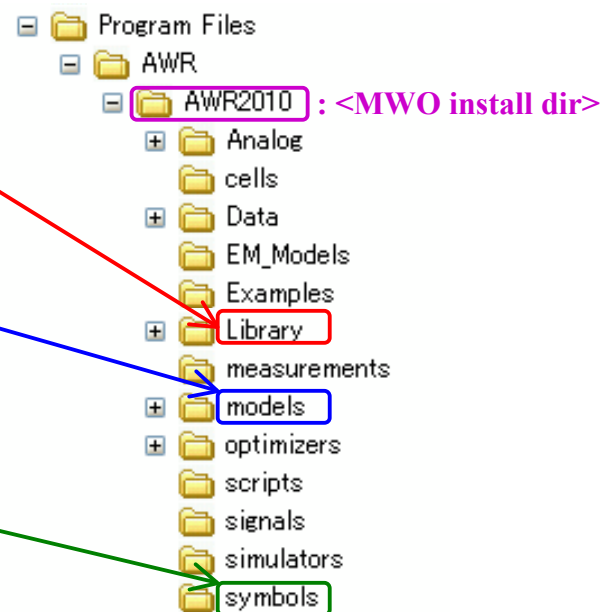 Program Files
AWR
AWR2010 : <MWO install dir>
Analog
cells
Data
EM_Models
Examples
Library
measurements
models
optimizers
scripts
signals
simulators
symbols